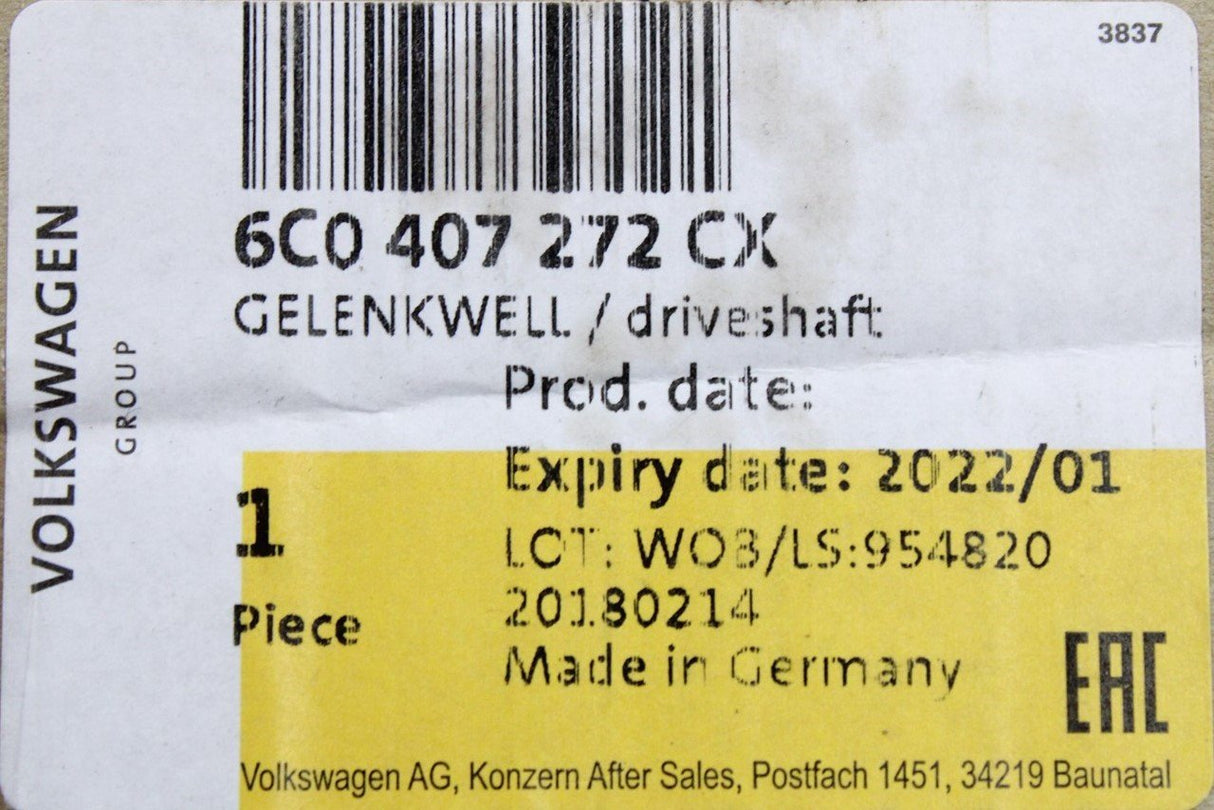 3837
6C0 407 272 CX
GELENKWELL / driveshaft
Prod. date:
Expiry date: 2022/01
1
LOT: WOB/LS:954820
20180214
Piece
Made in Germany
EAC
Volkswagen AG, Konzern After Sales, Postfach 1451, 34219 Baunatal
VOLKSWAGEN
GROUP